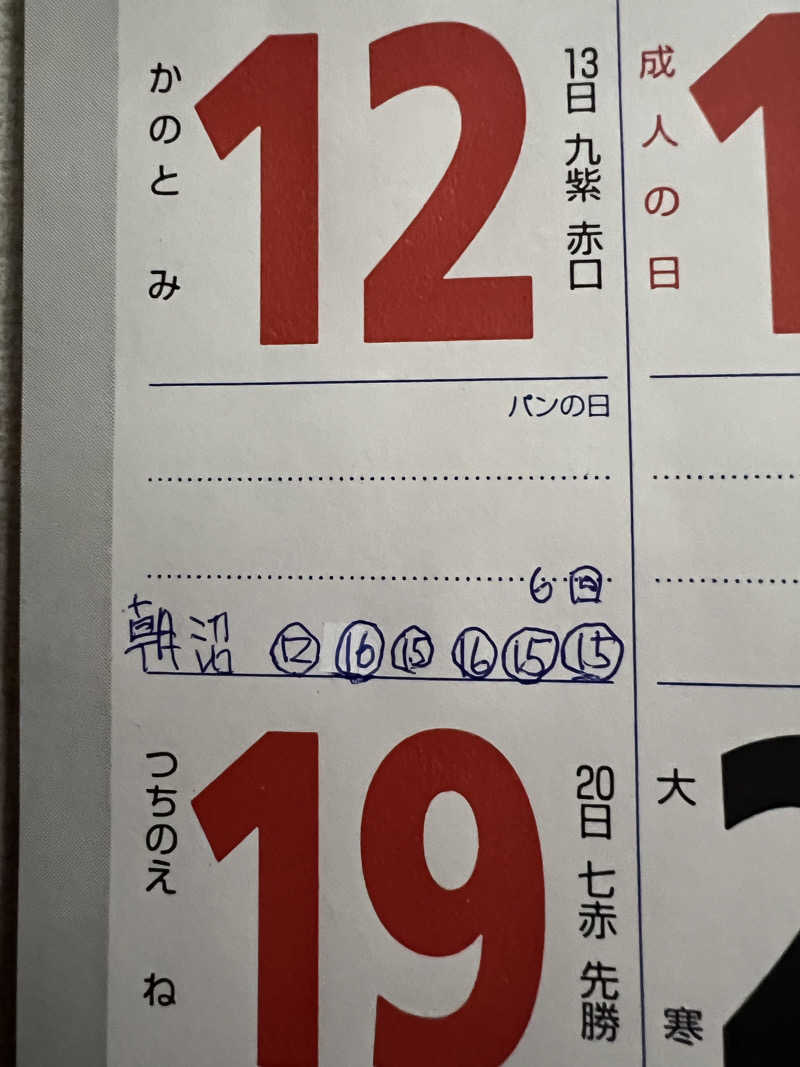 かのと み
12
13日 九紫 赤口
成人の日
パンの日
6回
朝沼 ⑫ ⑯ ⑮ ⑯ ⑮ ⑮
つちのえ ね
19
20日 七赤 先勝
大寒